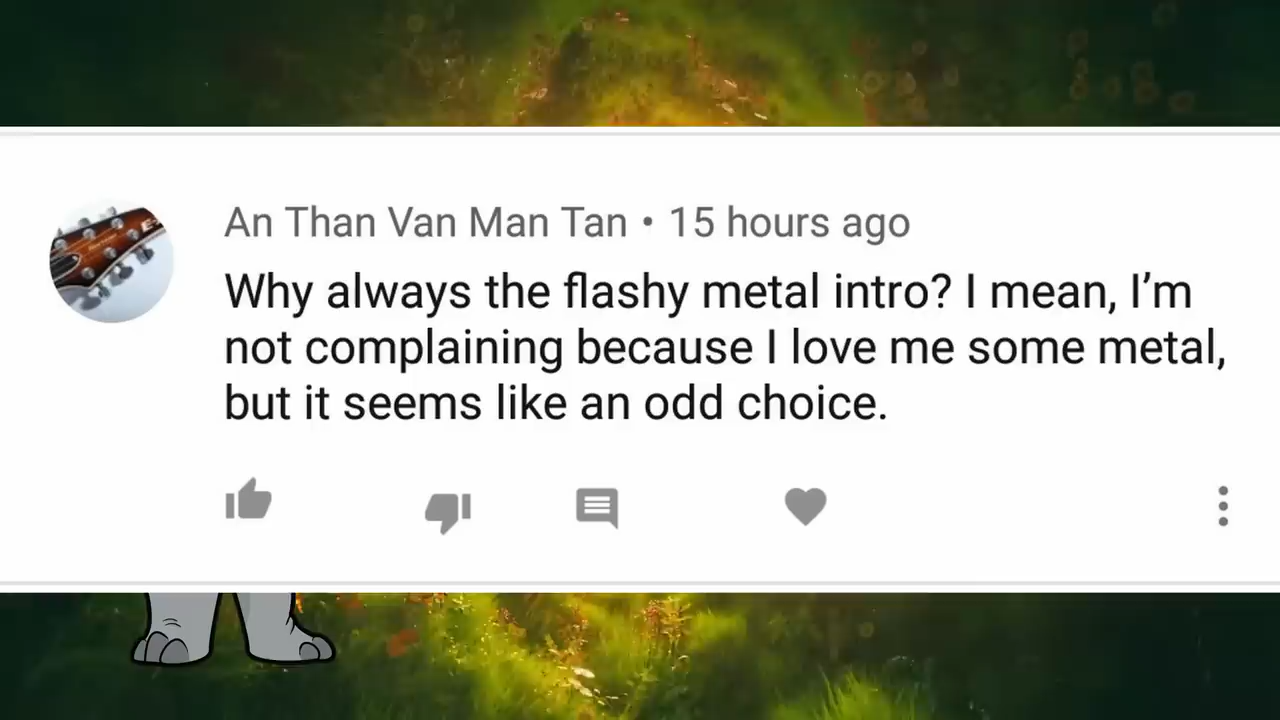 An Than Van Man Tan • 15 hours ago
Why always the flashy metal intro? I mean, I’m
not complaining because I love me some metal,
but it seems like an odd choice.